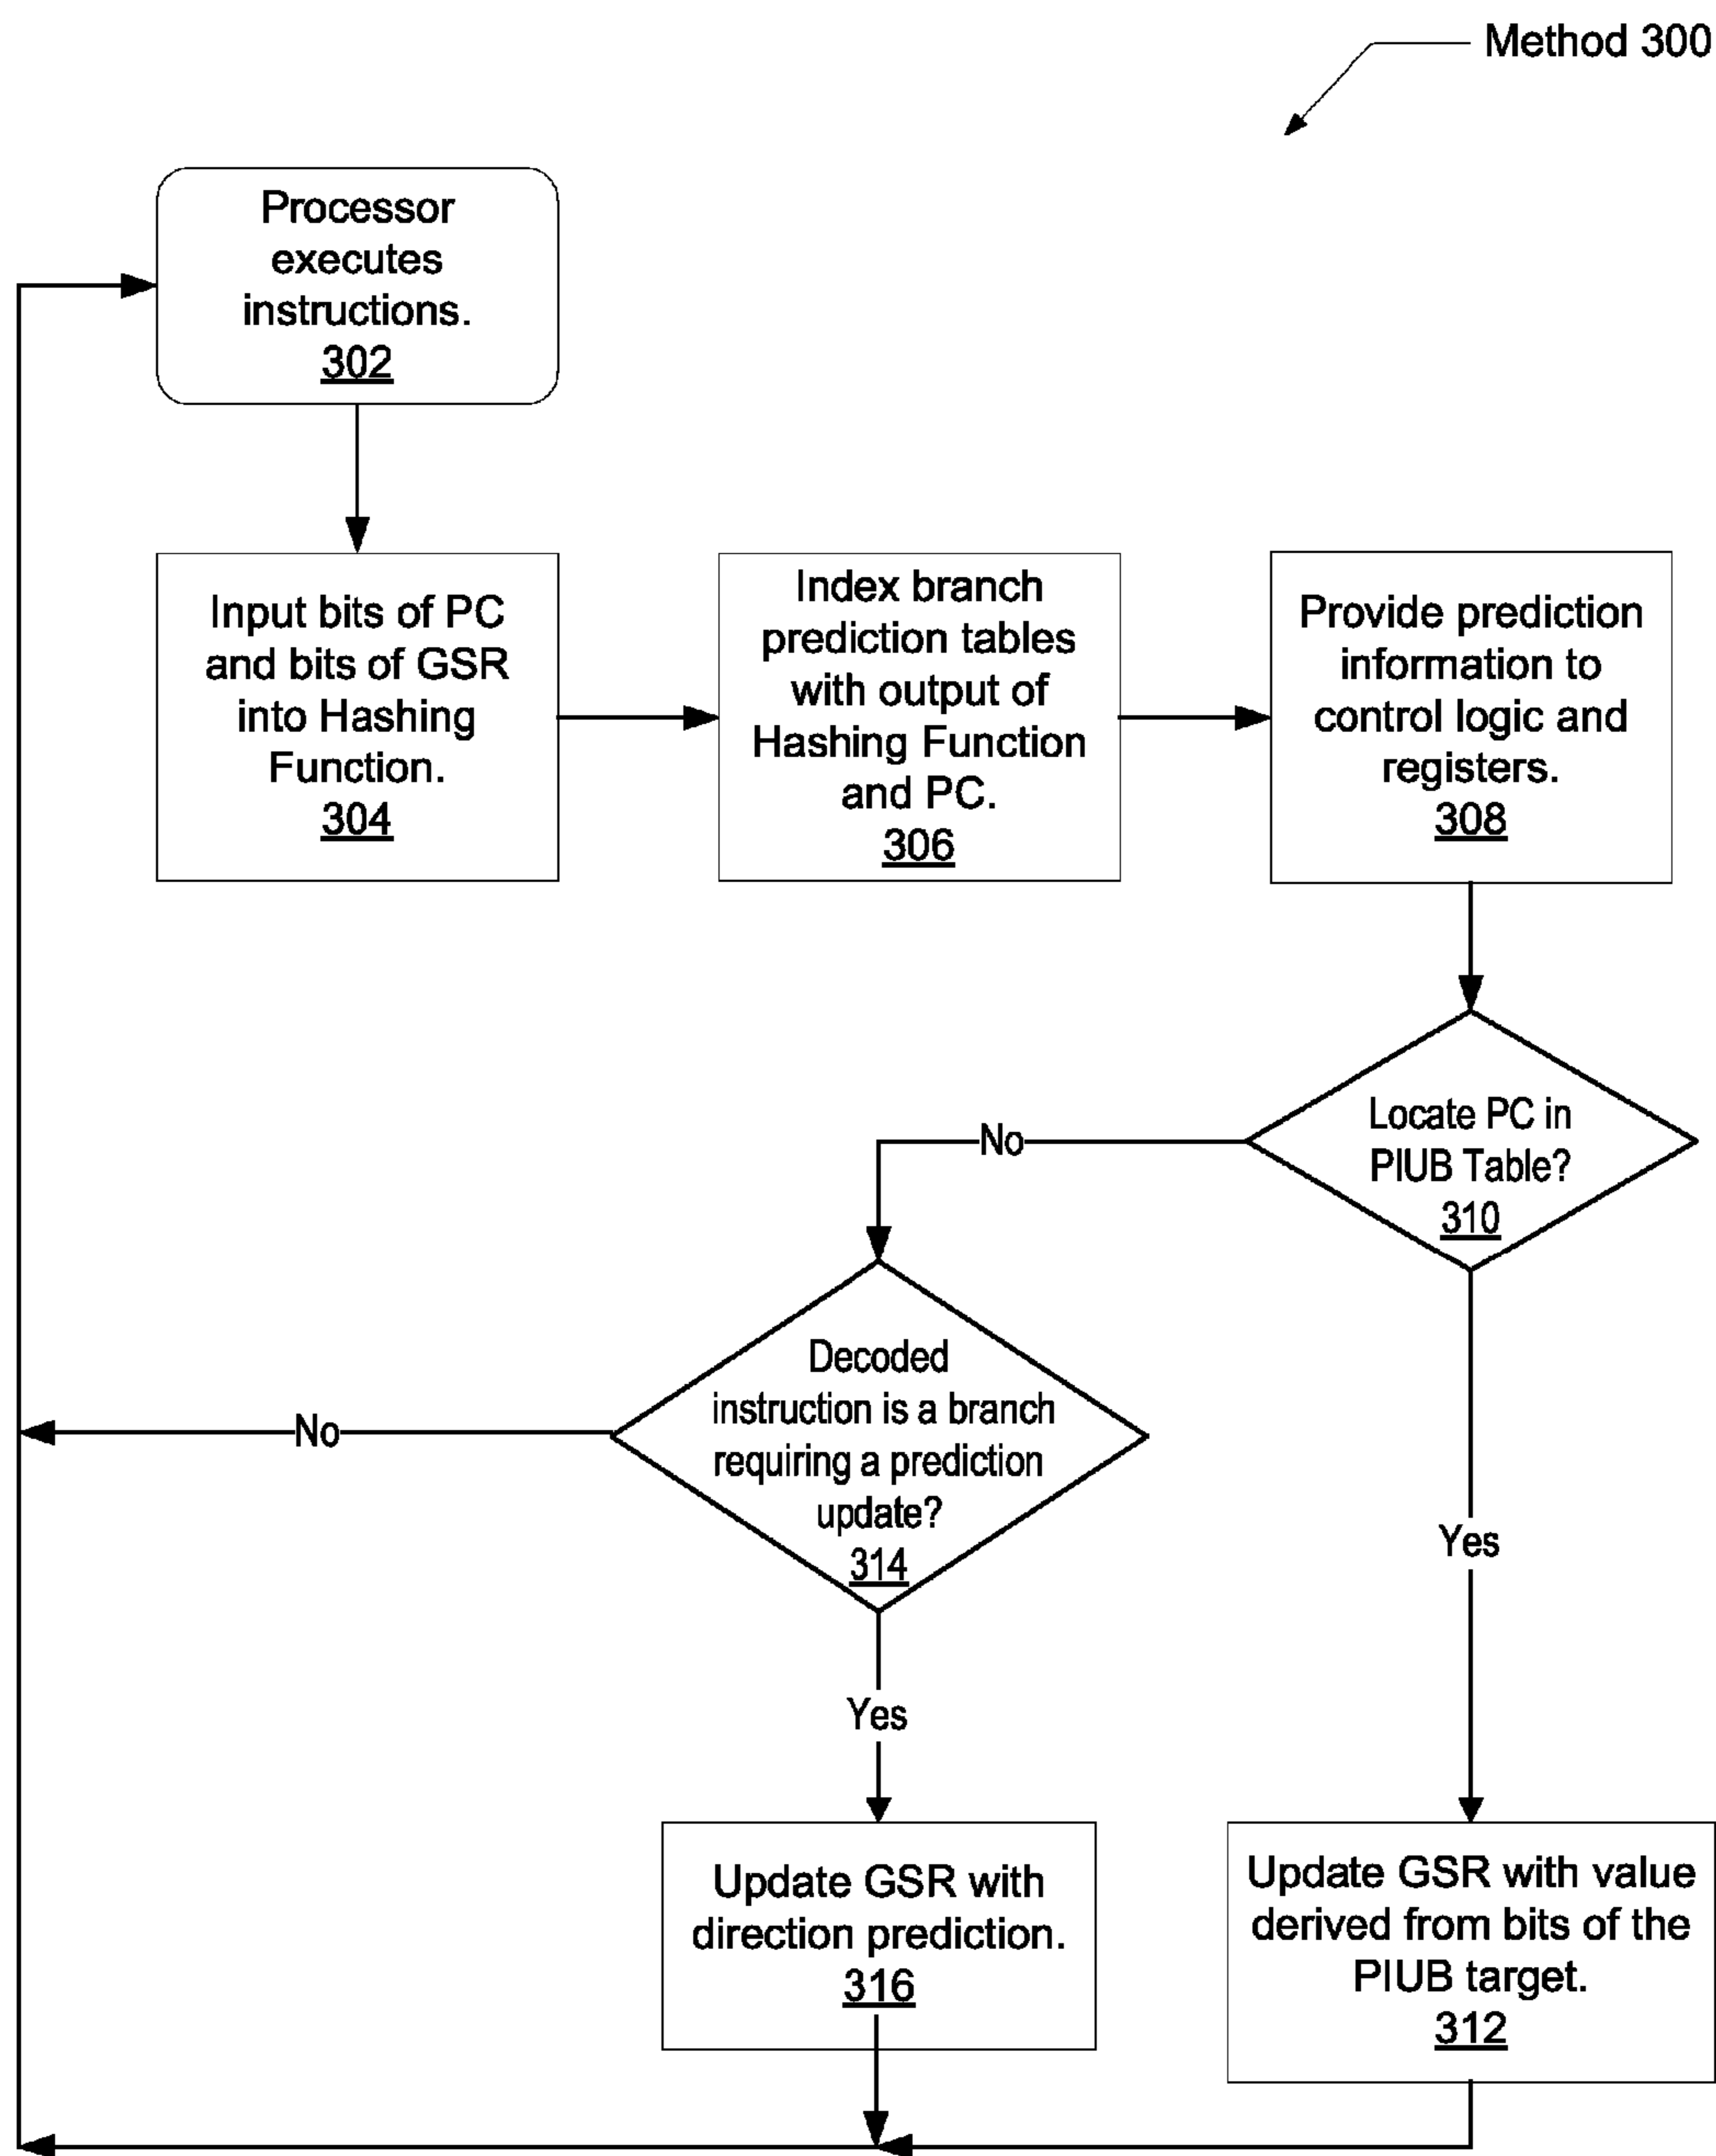 Method 300
Processor
executes
instructions.
302
Input bits of PC
and bits of GSR
into Hashing
Function.
304
Index branch
prediction tables
with output of
Hashing Function
and PC.
306
Provide prediction
information to
control logic and
registers.
308
Locate PC in
PIUB Table?
310
No
Decoded
instruction is a branch
requiring a prediction
update?
314
No
Yes
Yes
Update GSR with
direction prediction.
316
Update GSR with value
derived from bits of the
PIUB target.
312